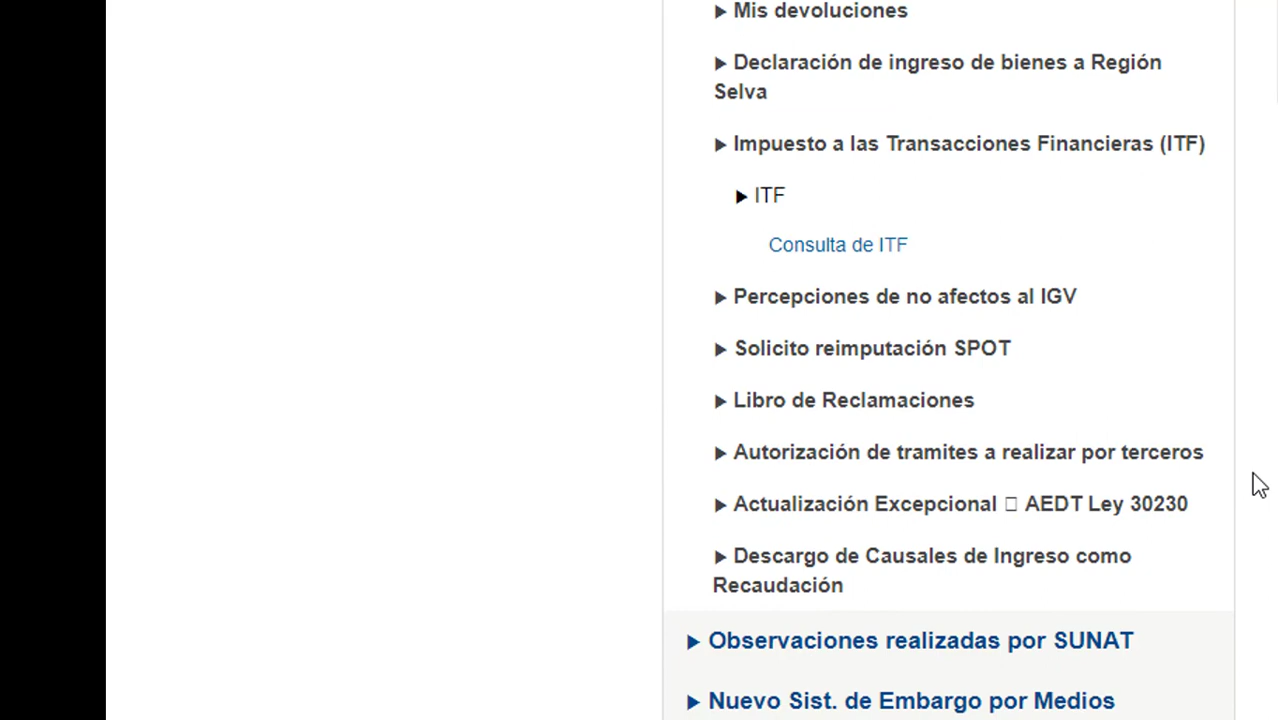 Mis devoluciones
Declaración de ingreso de bienes a Región
Selva
Impuesto a las Transacciones Financieras (ITF)
ITF
Consulta de ITF
Percepciones de no afectos al IGV
Solicito reimputación SPOT
Libro de Reclamaciones
Autorización de tramites a realizar por terceros
Actualización Excepcional □ AEDT Ley 30230
Descargo de Causales de Ingreso como
Recaudación
Observaciones realizadas por SUNAT
Nuevo Sist. de Embargo por Medios